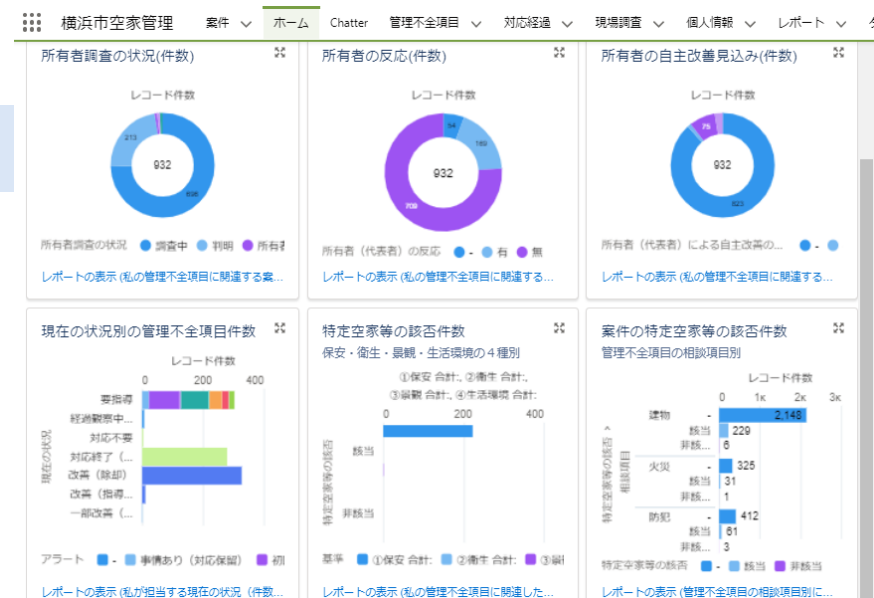 横浜市空家管理 案件 ホーム Chatter 管理不全項目 対応経過 現場調査 個人情報 レポート
所有者調査の状況(件数)
レコード件数
213
932
698
所有者調査の状況 調査中 判明 所有者
レポートの表示 (私の管理不全項目に関連する案...
所有者の反応(件数)
レコード件数
54
169
932
709
所有者（代表者）の反応 - 有 無
レポートの表示 (私の管理不全項目に関連する...
所有者の自主改善見込み(件数)
レコード件数
75
932
823
所有者（代表者）による自主改善の... -
レポートの表示 (私の管理不全項目に関連する...
現在の状況別の管理不全項目件数
レコード件数
0 200 400
現在の状況
要指導
経過観察中...
対応不要
対応終了（...
改善（除却）
改善（指導...
一部改善（...
アラート - 事情あり（対応保留） 初
レポートの表示 (私が担当する現在の状況（件数...
特定空家等の該否件数
保安・衛生・景観・生活環境の４種別
①保安 合計:, ②衛生 合計:,
③景観 合計:, ④生活環境 合計:
0 200 400
特定空家等の該否
該当
非該当
基準 ①保安 合計: ②衛生 合計: ③景観
レポートの表示 (私の管理不全項目に関連した...
案件の特定空家等の該否件数
管理不全項目の相談項目別
レコード件数
0 1к 2к 3к
特定空家等の該否
相談項目
建物 - 2,148
該当 229
非該... 6
火災 - 325
該当 31
非該... 1
防犯 - 412
該当 61
非該... 3
特定空家等の該否 - 該当 非該当
レポートの表示 (管理不全項目の相談項目別に...